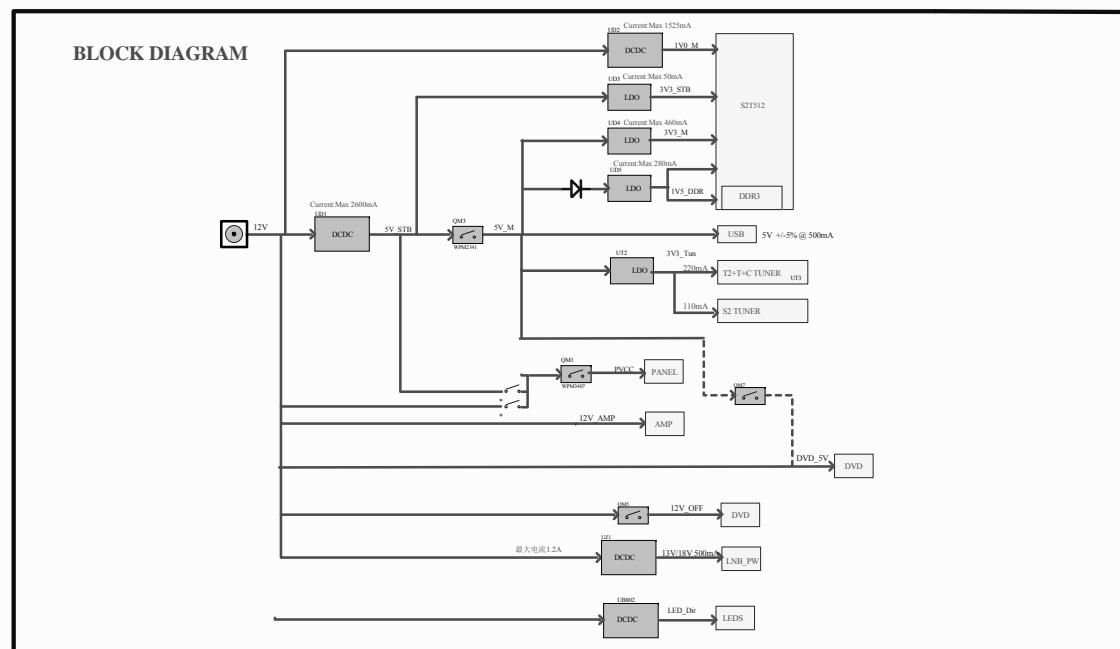 BLOCK DIAGRAM
Current:Max 1525mA
UD2
DCDC
1V0_M
Current:Max 50mA
UD3
LDO
3V3_STB
S2T512
UD4
Current:Max 460mA
LDO
3V3_M
Current:Max 280mA
UD5
LDO
1V5_DDR
DDR3
Current:Max 2600mA
UD1
12V
DCDC
5V_STB
QM3
WPM2341
5V_M
USB
5V +/-5% @ 500mA
UT2
LDO
3V3_Tun
220mA
T2+T+C TUNER
UT3
110mA
S2 TUNER
QM1
WPM3407
PVCC
PANEL
QM7
*
*
12V_AMP
AMP
DVD_5V
DVD
QM5
12V_OFF
DVD
最大电流1.2A
UZ1
DCDC
13V/18V 500mA
LNB_PW
UB802
DCDC
LED_Dir
LEDS